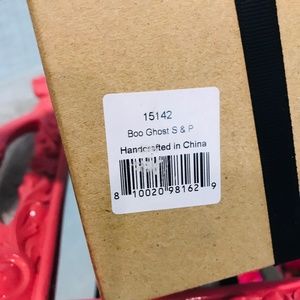 15142
Boo Ghost S & P
Handcrafted in China
8 10020 98162 9